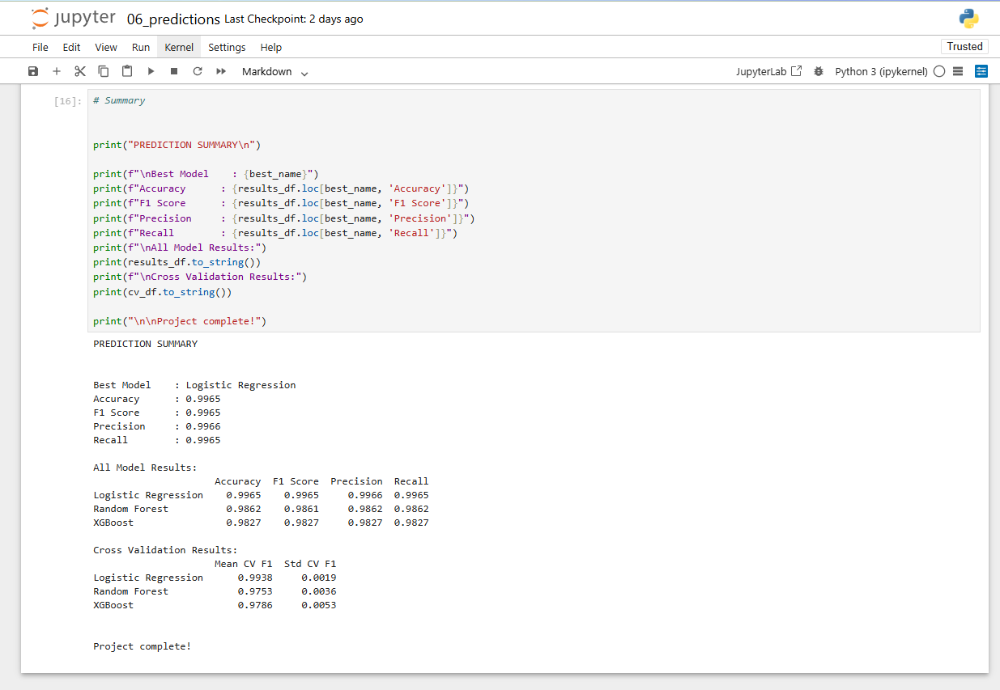 jupyter 06_predictions Last Checkpoint: 2 days ago
File Edit View Run Kernel Settings Help Trusted
Markdown JupyterLab Python 3 (ipykernel)
[16]: # Summary
print("PREDICTION SUMMARY\n")
print(f"\nBest Model    : {best_name}")
print(f"Accuracy      : {results_df.loc[best_name, 'Accuracy']}")
print(f"F1 Score      : {results_df.loc[best_name, 'F1 Score']}")
print(f"Precision     : {results_df.loc[best_name, 'Precision']}")
print(f"Recall        : {results_df.loc[best_name, 'Recall']}")
print(f"\nAll Model Results:")
print(results_df.to_string())
print(f"\nCross Validation Results:")
print(cv_df.to_string())
print("\n\nProject complete!")
PREDICTION SUMMARY
Best Model    : Logistic Regression
Accuracy      : 0.9965
F1 Score      : 0.9965
Precision     : 0.9966
Recall        : 0.9965
All Model Results:
Accuracy  F1 Score  Precision  Recall
Logistic Regression    0.9965    0.9965     0.9966  0.9965
Random Forest          0.9862    0.9861     0.9862  0.9862
XGBoost                0.9827    0.9827     0.9827  0.9827
Cross Validation Results:
Mean CV F1  Std CV F1
Logistic Regression      0.9938     0.0019
Random Forest            0.9753     0.0036
XGBoost                  0.9786     0.0053
Project complete!